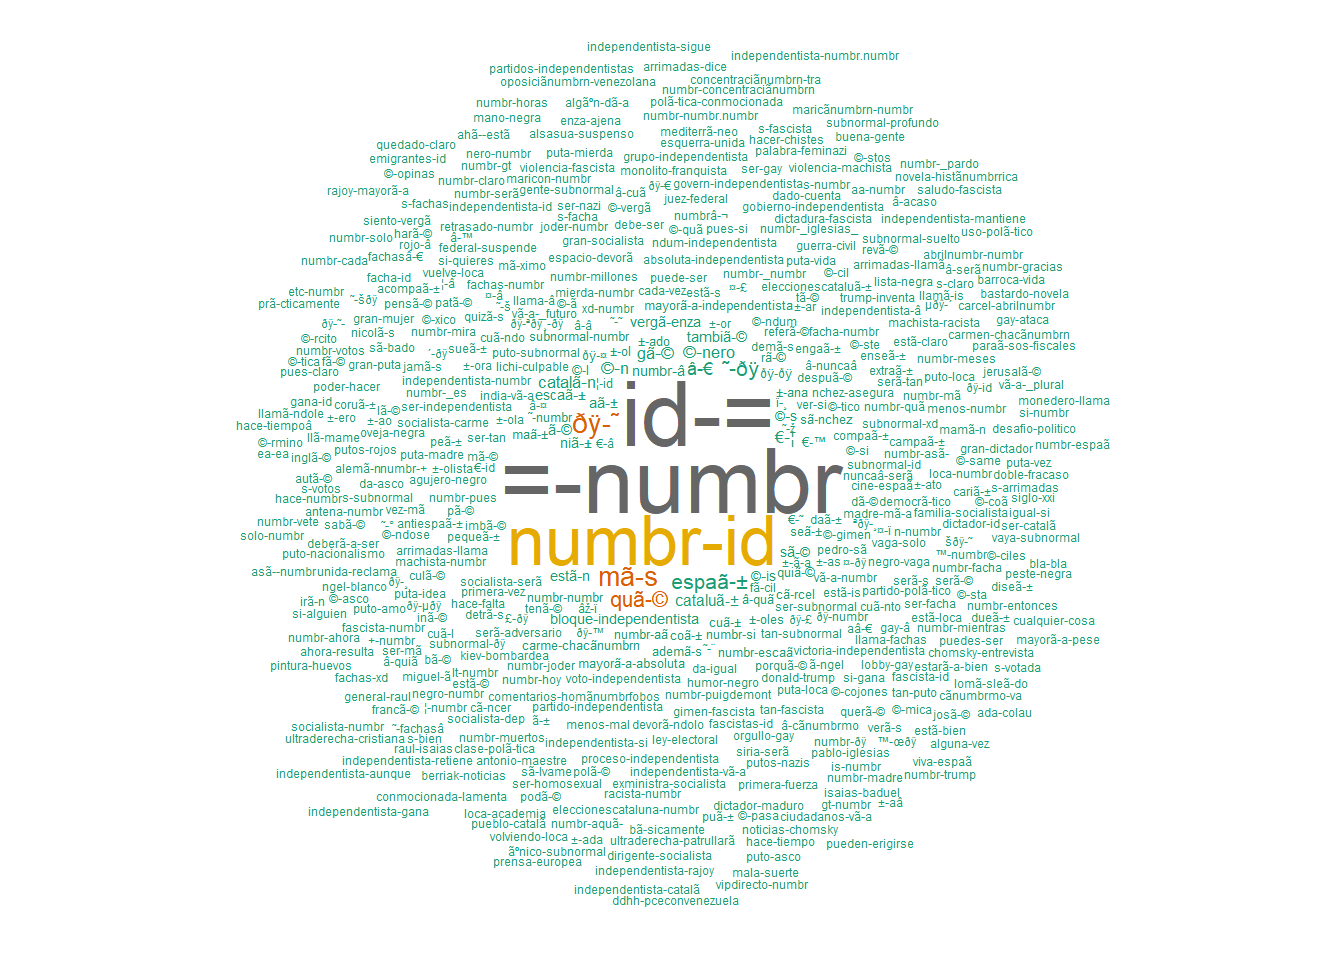 independentista-sigue
independentista-numbr.numbr
partidos-independentistas arrimadas-dice
oposiciãnumbrn-venezolana concentraciãnumbrn-tra
numbr-concentraciãnumbrn
numbr-horas algãºn-dã-a polã-tica-conmocionada
maricãnumbrn-numbr
mano-negra enza-ajena numbr-numbr.numbr
subnormal-profundo
ahã--estã alsasua-suspenso mediterrã-neo s-fascista
esquerra-unida hacer-chistes buena-gente
quedado-claro nero-numbr puta-mierda grupo-independentista palabra-feminazi ©-stos
emigrantes-id numbr-gt violencia-fascista monolito-franquista ser-gay violencia-machista numbr-_pardo
©-opinas numbr-claro maricon-numbr novela-histãnumbrrica
rajoy-mayorã-a numbr-serã gente-subnormal â-cuã ðÿ-€ govern-independentista s-numbr aa-numbr saludo-fascista
s-fachas independentista-id ser-nazi ©-vergã juez-federal dado-cuenta gobierno-independentista â-acaso
siento-vergã s-facha numbrâ-¬ dictadura-fascista independentista-mantiene
harã-© retrasado-numbr joder-numbr debe-ser ©-quã pues-si numbr-_iglesias_ uso-polã-tico
numbr-solo rojo-â â-™ federal-suspende gran-socialista ndum-independentista guerra-civil subnormal-suelto revã-© abrilnumbr-numbr
numbr-cada fachasâ-€ si-quieres mã-ximo espacio-devorã absoluta-independentista puta-vida arrimadas-llamã â-serã numbr-gracias
facha-id vuelve-loca numbr-millones puede-ser numbr-_numbr ©-cil lista-negra s-claro barroca-vida
etc-numbr acompaã-± ¦-â fachas-numbr mierda-numbr cada-vez estã-s ¤-£ eleccionescataluã-± trump-inventa llamã-is bastardo-novela
prã-cticamente ˜-šðÿ pensã-© patã-© ¤-â llama-â ©-ã xd-numbr mayorã-a-independentista ±-ar tã-© independentista-â µðÿ-˜ carcel-abrilnumbr
ðÿ-˜- gran-mujer ©-xico quizã-s vã-a-_futuro ˜-˜ vergã-enza ±-or ©-ndum machista-racista gay-ataca
©-rcito nicolã-s numbr-mira cuã-ndo subnormal-numbr â-â ±-ado tambiã-© referã-© facha-numbr carmen-chacãnumbrn
numbr-votos sã-bado sueã-± puto-subnormal ðÿ-¤ ±-ol gã-© ©-nero demã-s engaã-± ©-ste estã-claro paraã-sos-fiscales
©-tica fã-© gran-puta jamã-s ±-ora lichi-culpable ©-l ©-n numbr-â â-€ ˜-ðÿ rã-© â-nuncaâ enseã-± numbr-meses
pues-claro independentista-numbr catalã-n ¦-id ðÿ-ðÿ despuã-© extraã-± jerusalã-©
poder-hacer numbr-_es india-vã-a escaã-± id-= ±-ana nchez-asegura serã-tan puto-loca ðÿ-id vã-a-_plural
gana-id coruã-± lã-© ser-independentista â-¤ aã-± ver-si ©-tico numbr-quã numbr-mã menos-numbr monedero-llama
llamã-ndole ±-ero ±-ao socialista-carme ±-ola ˜-numbr ðÿ-˜ ©-s sã-nchez subnormal-xd mamã-n si-numbr desafio-politico
hace-tiempoâ oveja-negra ser-tan maã-± ã-© €-™ compaã-± campaã-± gran-dictador numbr-espaã
©-rmino llã-mame peã-± niã-± €-â ©-si numbr-asã- ©-same puta-vez
ea-ea putos-rojos puta-madre mã-© =-numbr subnormal-id loca-numbr doble-fracaso
inglã-© alemã-n numbr-+ ±-olista €-id nuncaã-serã s-arrimadas
autã-© s-votos da-asco agujero-negro cine-espaã ±-ato cariã-± siglo-xxi
hace-numbr s-subnormal numbr-pues dã-© democrã-tico ©-coã
antena-numbr vez-mã pã-© numbr-id madre-mã-a familia-socialista igual-si
numbr-vete sabã-© ˜-° antiespaã-± imbã-© €-˜ daã-± dictador-id ser-catalã
solo-numbr ©-ndose pequeã-± seã-± ©-gimen n-numbr vaya-subnormal
deberã-a-ser arrimadas-llama sã-© pedro-sã vaga-solo šðÿ-˜
puto-nacionalismo machista-numbr ±-ã-a ±-as ¤-ðÿ negro-vaga ™-numbr ©-ciles bla-bla
asã--numbr unida-reclama culã-© estã-n mã-s espaã-± ©-is quiã-© vã-a-numbr numbr-facha peste-negra
ngel-blanco ðÿ-¸ socialista-serã fã-cil serã-s serã-© diseã-±
irã-n ©-asco puta-idea primera-vez quã-© cataluã-± â-qua cã-rcel estã-is partido-polã-tico ©-sta
puto-amo ðÿ-µðÿ hace-falta numbr-numbr âž-ï ser-subnormal cuã-nto ser-facha numbr-entonces
si-alguien inã-© detrã-s tenã-© £-ðÿ bloque-independentista cuã-± ±-oles ðÿ-£ ðÿ-numbr estã-loca dueã-± cualquier-cosa
fascista-numbr cuã-l serã-adversario ðÿ-™ numbr-aã coã-± numbr-si tan-subnormal aâ-€ gay-â numbr-mientras
numbr-ahora +-numbr subnormal-ðÿ carme-chacãnumbrn ademã-s ˜-¨ numbr-escaã victoria-independentista llama-fachas puedes-ser mayorã-a-pese
ahora-resulta ser-mã kiev-bombardea chomsky-entrevista
pintura-huevos â-quiã bã-© numbr-joder mayorã-a-absoluta da-igual porquã-© ã-ngel lobby-gay estarã-a-bien s-votada
fachas-xd miguel-ã lt-numbr numbr-hoy voto-independentista humor-negro donald-trump si-gana fascista-id lomã-sleã-do
estã-© general-raul negro-numbr comentarios-homãnumbrfobos numbr-puigdemont puta-loca ©-cojones tan-puto cãnumbrmo-va
francã-© ¦-numbr cã-ncer partido-independentista gimen-fascista tan-fascista querã-© ©-mica josã-© ada-colau
socialista-numbr ˜-fachasâ socialista-dep ã-± menos-mal devorã-ndolo fascistas-id â-cãnumbrmo verã-s estã-bien
ultraderecha-cristiana s-bien numbr-muertos independentista-si ley-electoral orgullo-gay numbr-ðÿ ™-œðÿ alguna-vez
raul-isaias clase-polã-tica siria-serã pablo-iglesias
independentista-retiene antonio-maestre proceso-independentista putos-nazis is-numbr viva-espaã
independentista-aunque berriak-noticias sã-lvame polã-© independentista-vã-a numbr-madre numbr-trump
ser-homosexual exministra-socialista primera-fuerza
conmocionada-lamenta podã-© racista-numbr isaias-baduel
dictador-maduro gt-numbr ±-aâ
independentista-gana loca-academia eleccionescataluna-numbr puã-± ©-pasa ciudadanos-vã-a
pueblo-catalã numbr-aquã-
volviendo-loca ±-ada bã-sicamente noticias-chomsky
ultraderecha-patrullarã hace-tiempo pueden-erigirse
ãºnico-subnormal dirigente-socialista puto-asco
prensa-europea
independentista-rajoy mala-suerte
independentista-catalã vipdirecto-numbr
ddhh-pceconvenezuela